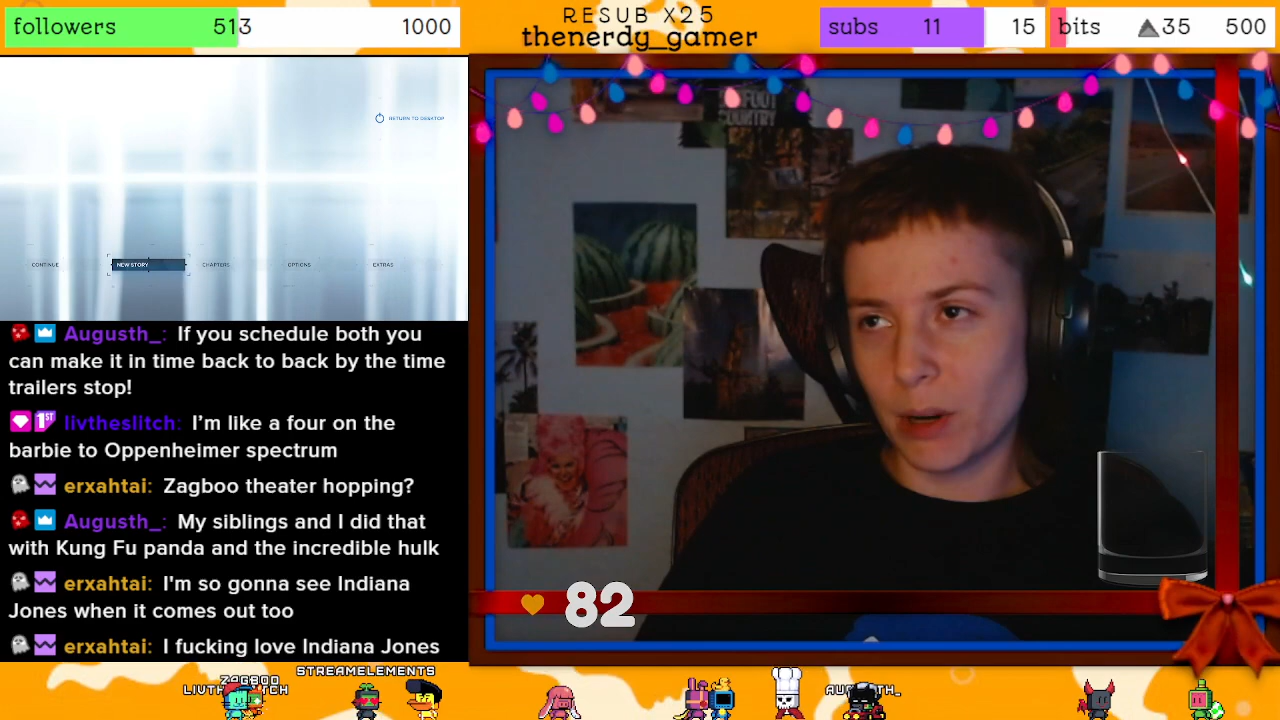 followers 513 1000
RESUB X25
thenerdy_gamer
subs 11 15
bits 35 500
RETURN TO DESKTOP
CONTINUE NEW STORY CHAPTERS OPTIONS EXTRAS
Augusth_: If you schedule both you
can make it in time back to back by the time
trailers stop!
1ST livtheslitch: I'm like a four on the
barbie to Oppenheimer spectrum
erxahtai: Zagboo theater hopping?
Augusth_: My siblings and I did that
with Kung Fu panda and the incredible hulk
erxahtai: I'm so gonna see Indiana
Jones when it comes out too
erxahtai: I fucking love Indiana Jones
COUNTRY
82
STREAMELEMENTS
ZAGBOO